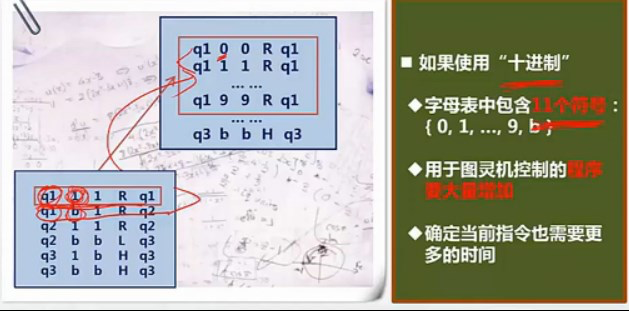 q1 0 0 R q1
q1 1 1 R q1
... ...
q1 9 9 R q1
... ...
q3 b b H q3
q1 1 1 R q1
q1 b 1 R q2
q2 1 1 R q2
q2 b b L q3
q3 1 b H q3
q3 b b H q3
■ 如果使用“十进制”
◆字母表中包含11个符号：
{ 0, 1, ..., 9, b }
◆用于图灵机控制的程序
要大量增加
◆确定当前指令也需要更
多的时间